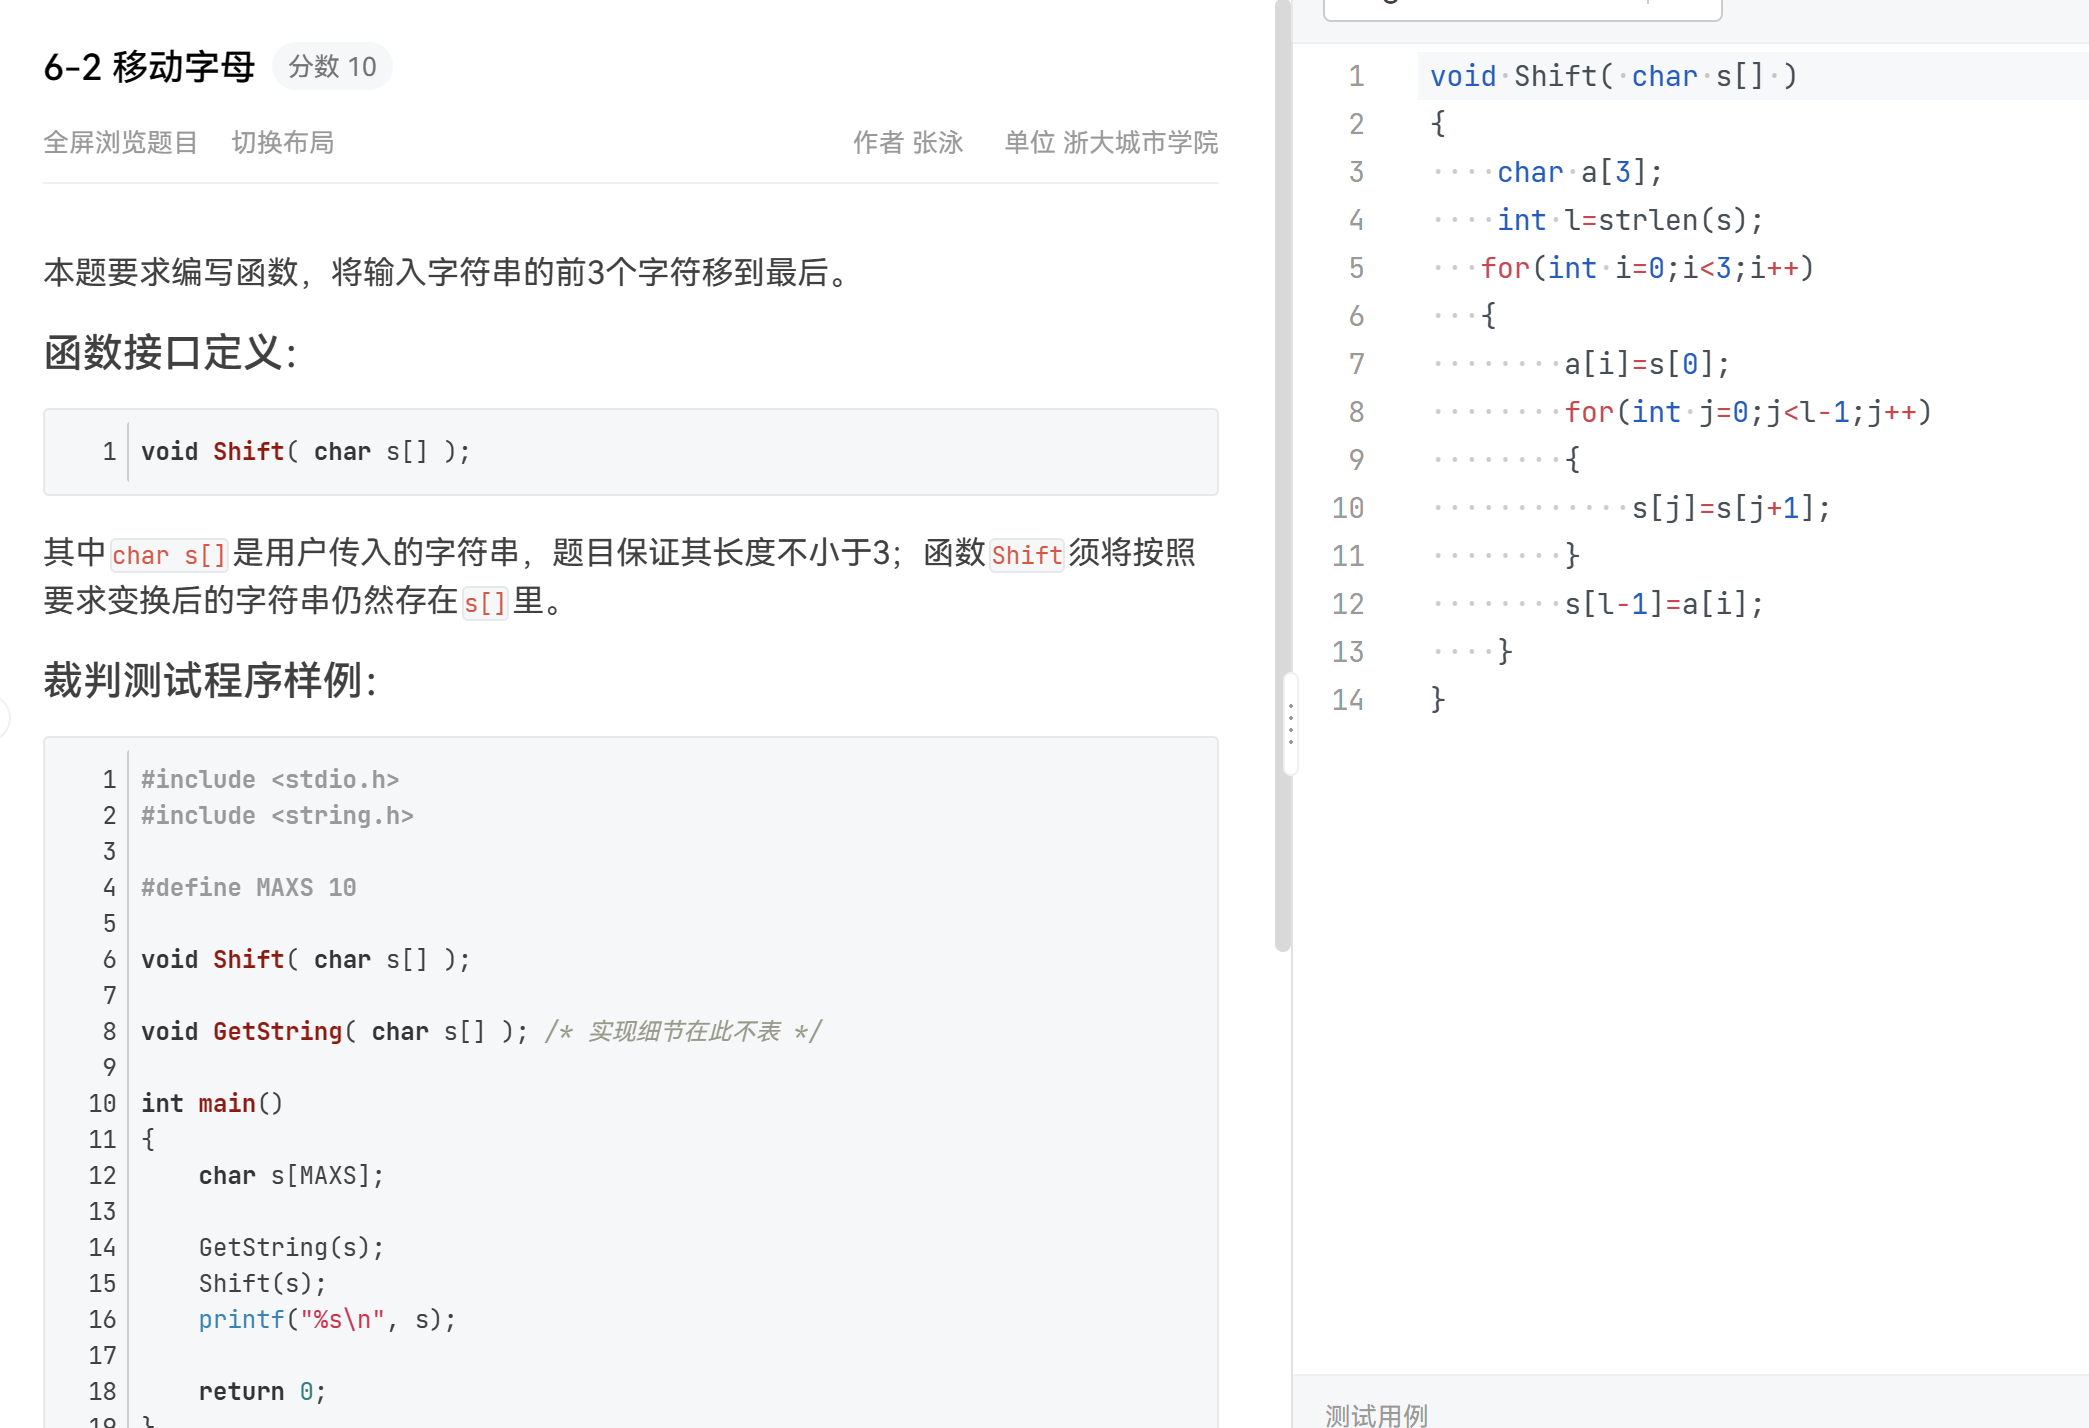 6-2 移动字母 分数 10
全屏浏览题目 切换布局 作者 张泳 单位 浙大城市学院
本题要求编写函数，将输入字符串的前3个字符移到最后。
函数接口定义：
1 void Shift( char s[] );
其中char s[]是用户传入的字符串，题目保证其长度不小于3；函数Shift须将按照
要求变换后的字符串仍然存在s[]里。
裁判测试程序样例：
1 #include <stdio.h>
2 #include <string.h>
3
4 #define MAXS 10
5
6 void Shift( char s[] );
7
8 void GetString( char s[] ); /* 实现细节在此不表 */
9
10 int main()
11 {
12     char s[MAXS];
13
14     GetString(s);
15     Shift(s);
16     printf("%s\n", s);
17
18     return 0;
19 }
1 void Shift( char s[] )
2 {
3     char a[3];
4     int l=strlen(s);
5    for(int i=0;i<3;i++)
6    {
7         a[i]=s[0];
8         for(int j=0;j<l-1;j++)
9         {
10             s[j]=s[j+1];
11         }
12         s[l-1]=a[i];
13     }
14 }
测试用例